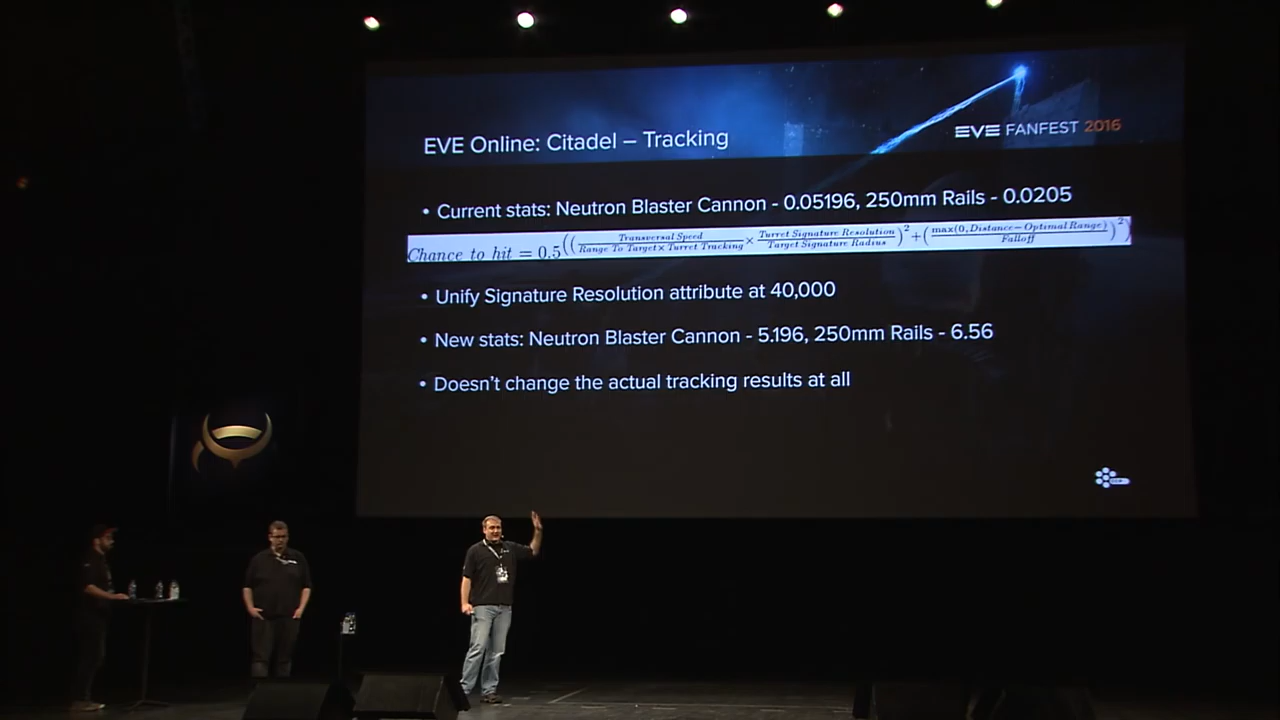 EVE FANFEST 2016
EVE Online: Citadel – Tracking
• Current stats: Neutron Blaster Cannon - 0.05196, 250mm Rails - 0.0205
Chance to hit = 0.5^((Transversal Speed / Range To Target × Turret Tracking × Turret Signature Resolution / Target Signature Radius)^2 + (max(0, Distance − Optimal Range) / Falloff)^2)
• Unify Signature Resolution attribute at 40,000
• New stats: Neutron Blaster Cannon - 5.196, 250mm Rails - 6.56
• Doesn't change the actual tracking results at all